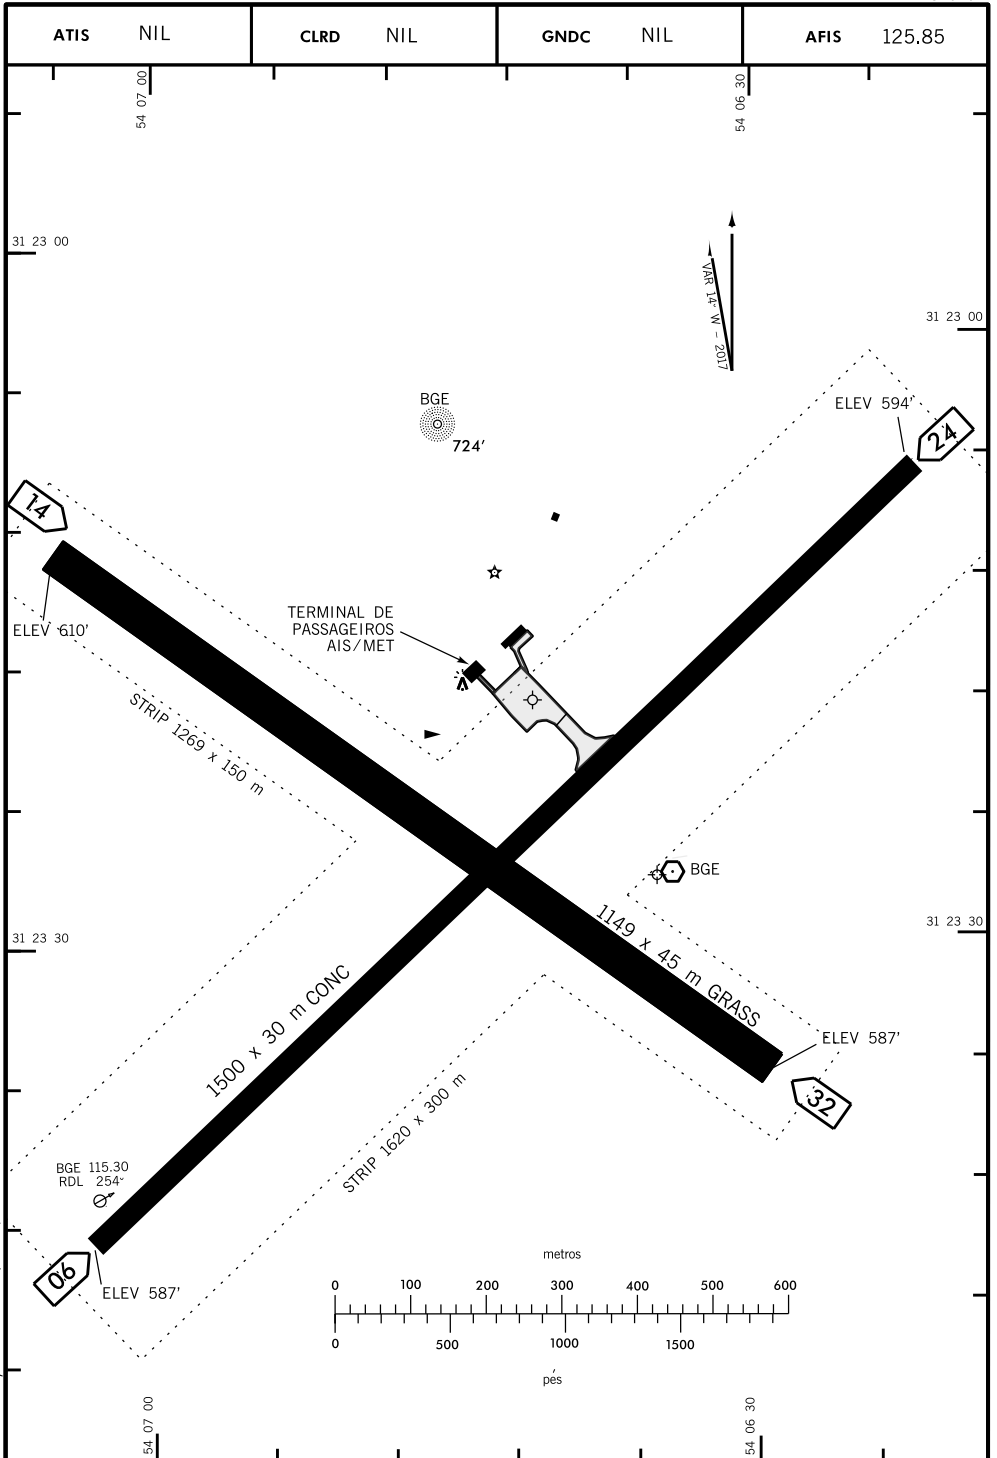 ATIS NIL
CLRD NIL
GNDC NIL
AFIS 125.85
54 07 00
54 06 30
31 23 00
31 23 00
VAR 14° W - 2017
BGE
724'
ELEV 594'
24
14
ELEV 610'
TERMINAL DE
PASSAGEIROS
AIS/MET
STRIP 1269 x 150 m
BGE
31 23 30
31 23 30
1149 x 45 m GRASS
1500 x 30 m CONC
ELEV 587'
32
STRIP 1620 x 300 m
BGE 115.30
RDL 254°
06
ELEV 587'
metros
0 100 200 300 400 500 600
0 500 1000 1500
pés
54 07 00
54 06 30